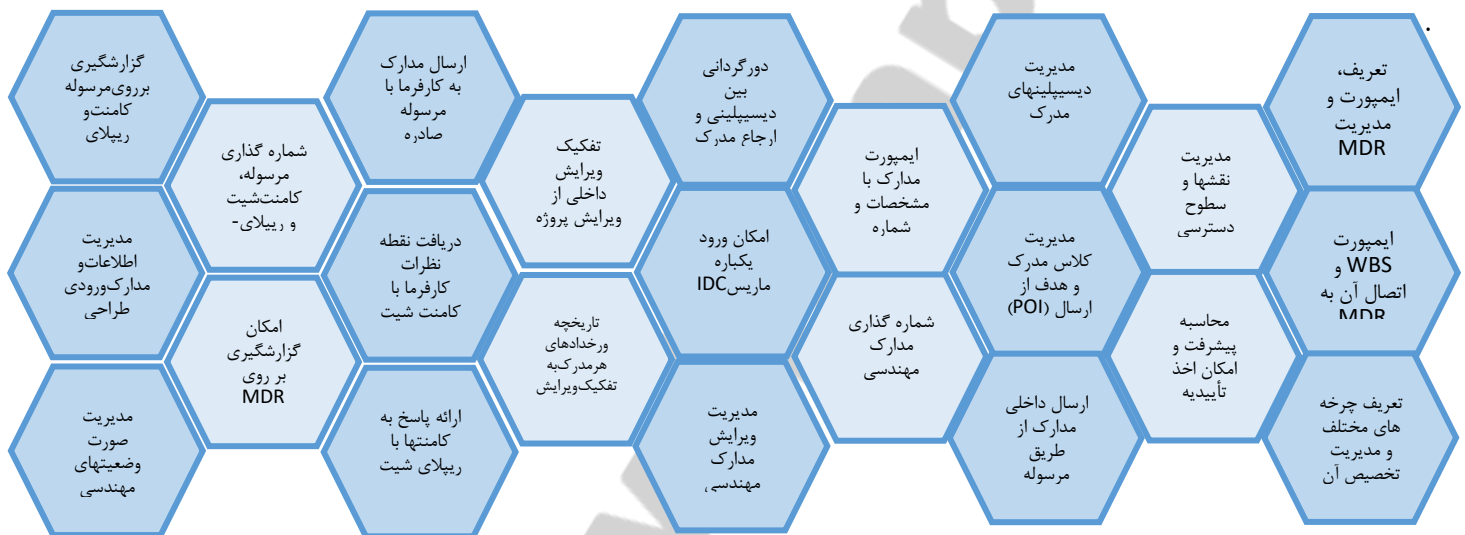 .
تعریف،
ایمپورت و
مدیریت
MDR
ایمپورت
WBS و
اتصال آن به
MDR
تعریف چرخه
های مختلف
و مدیریت
تخصیص آن
مدیریت
نقشها و
سطوح
دسترسی
محاسبه
پیشرفت و
امکان اخذ
تأییدیه
مدیریت
دیسیپلینهای
مدرک
مدیریت
کلاس مدرک
و هدف از
ارسال (POI)
ارسال داخلی
مدارک از
طریق
مرسوله
ایمپورت
مدارک با
مشخصات و
شماره
شماره گذاری
مدارک
مهندسی
دورگردانی
بین
دیسیپلینی و
ارجاع مدرک
امکان ورود
یکباره
ماریسIDC
مدیریت
ویرایش
مدارک
مهندسی
تفکیک
ویرایش
داخلی از
ویرایش پروژه
تاریخچه
ورخدادهای
هرمدرک‌به
تفکیک‌ویرایش
ارسال مدارک
به کارفرما با
مرسوله
صادره
دریافت نقطه
نظرات
کارفرما با
کامنت شیت
ارائه پاسخ به
کامنتها با
ریپلای شیت
شماره گذاری
مرسوله،
کامنت‌شیت
و ریپلای-
امکان
گزارشگیری
بر روی
MDR
گزارشگیری
برروی‌مرسوله
کامنت‌و
ریپلای
مدیریت
اطلاعات‌و
مدارک‌ورودی
طراحی
مدیریت
صورت
وضعیتهای
مهندسی